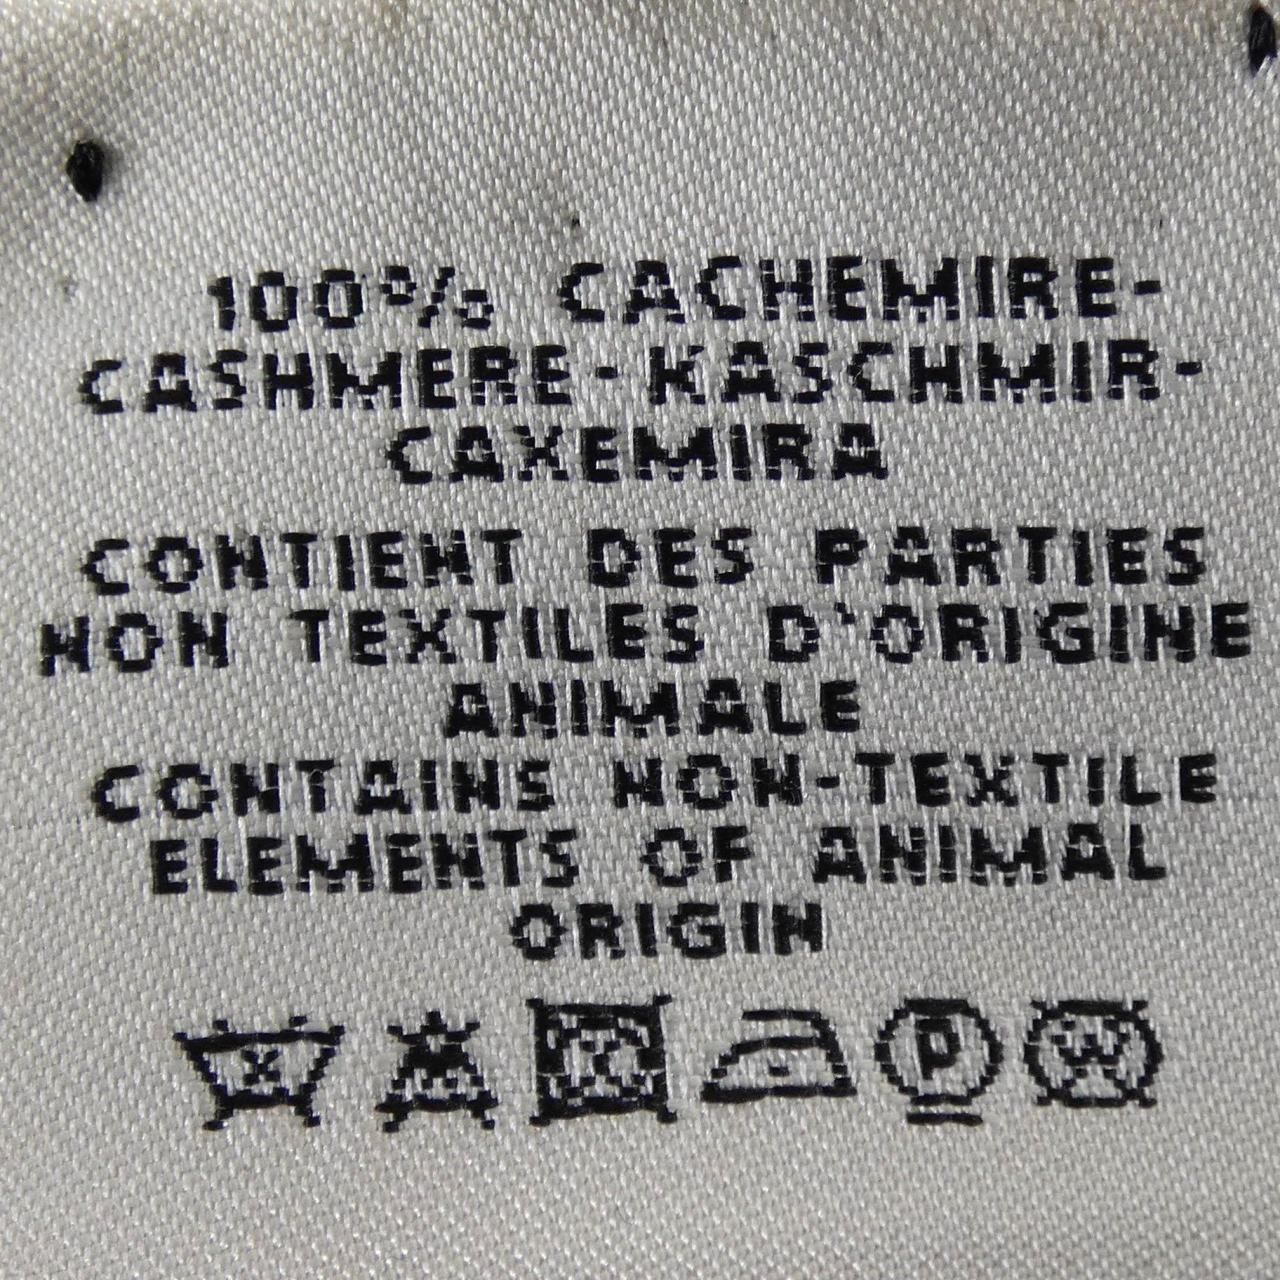 100% CACHEMIRE-
CASHMERE-KASCHMIR-
CAXEMIRA
CONTIENT DES PARTIES
NON TEXTILES D'ORIGINE
ANIMALE
CONTAINS NON-TEXTILE
ELEMENTS OF ANIMAL
ORIGIN
P W